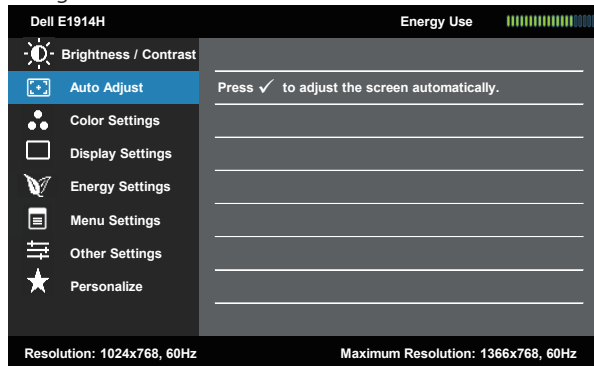 Dell E1914H Energy Use
Brightness / Contrast
Auto Adjust Press ✓ to adjust the screen automatically.
Color Settings
Display Settings
Energy Settings
Menu Settings
Other Settings
Personalize
Resolution: 1024x768, 60Hz Maximum Resolution: 1366x768, 60Hz